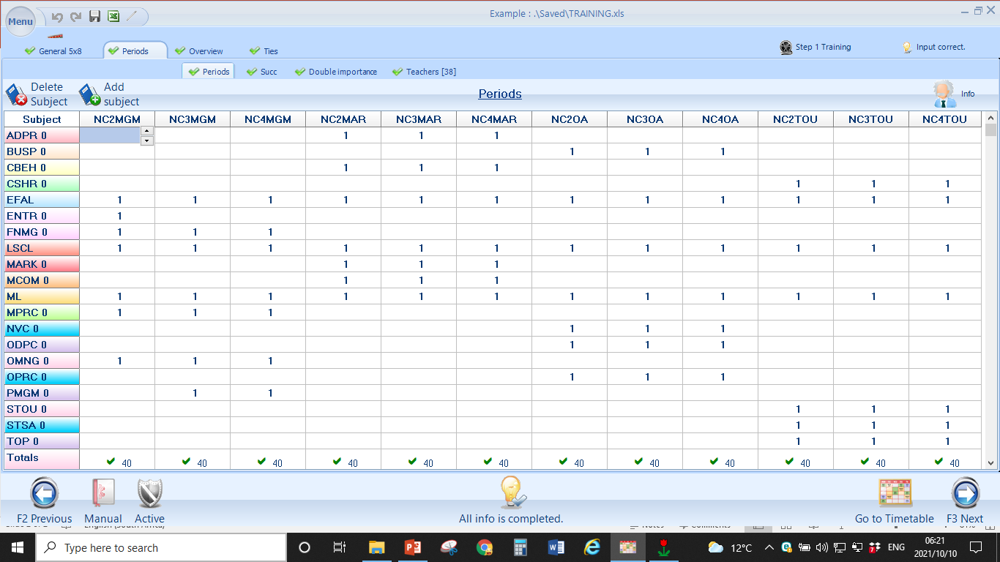 Menu
Example : .\Saved\TRAINING.xls
General 5x8 Periods Overview Ties Step 1 Training Input correct.
Periods Succ Double importance Teachers [38]
Delete Subject Add subject Periods Info
Subject NC2MGM NC3MGM NC4MGM NC2MAR NC3MAR NC4MAR NC2OA NC3OA NC4OA NC2TOU NC3TOU NC4TOU
ADPR 0 1 1 1
BUSP 0 1 1 1
CBEH 0 1 1 1
CSHR 0 1 1 1
EFAL 1 1 1 1 1 1 1 1 1 1 1 1
ENTR 0 1
FNMG 0 1 1 1
LSCL 1 1 1 1 1 1 1 1 1 1 1 1
MARK 0 1 1 1
MCOM 0 1 1 1
ML 1 1 1 1 1 1 1 1 1 1 1 1
MPRC 0 1 1 1
NVC 0 1 1 1
ODPC 0 1 1 1
OMNG 0 1 1 1
OPRC 0 1 1 1
PMGM 0 1 1
STOU 0 1 1 1
STSA 0 1 1 1
TOP 0 1 1 1
Totals 40 40 40 40 40 40 40 40 40 40 40 40
F2 Previous Manual Active All info is completed. Go to Timetable F3 Next
English (South Africa) Notes Comments
Type here to search 12°C ENG 06:21
2021/10/10